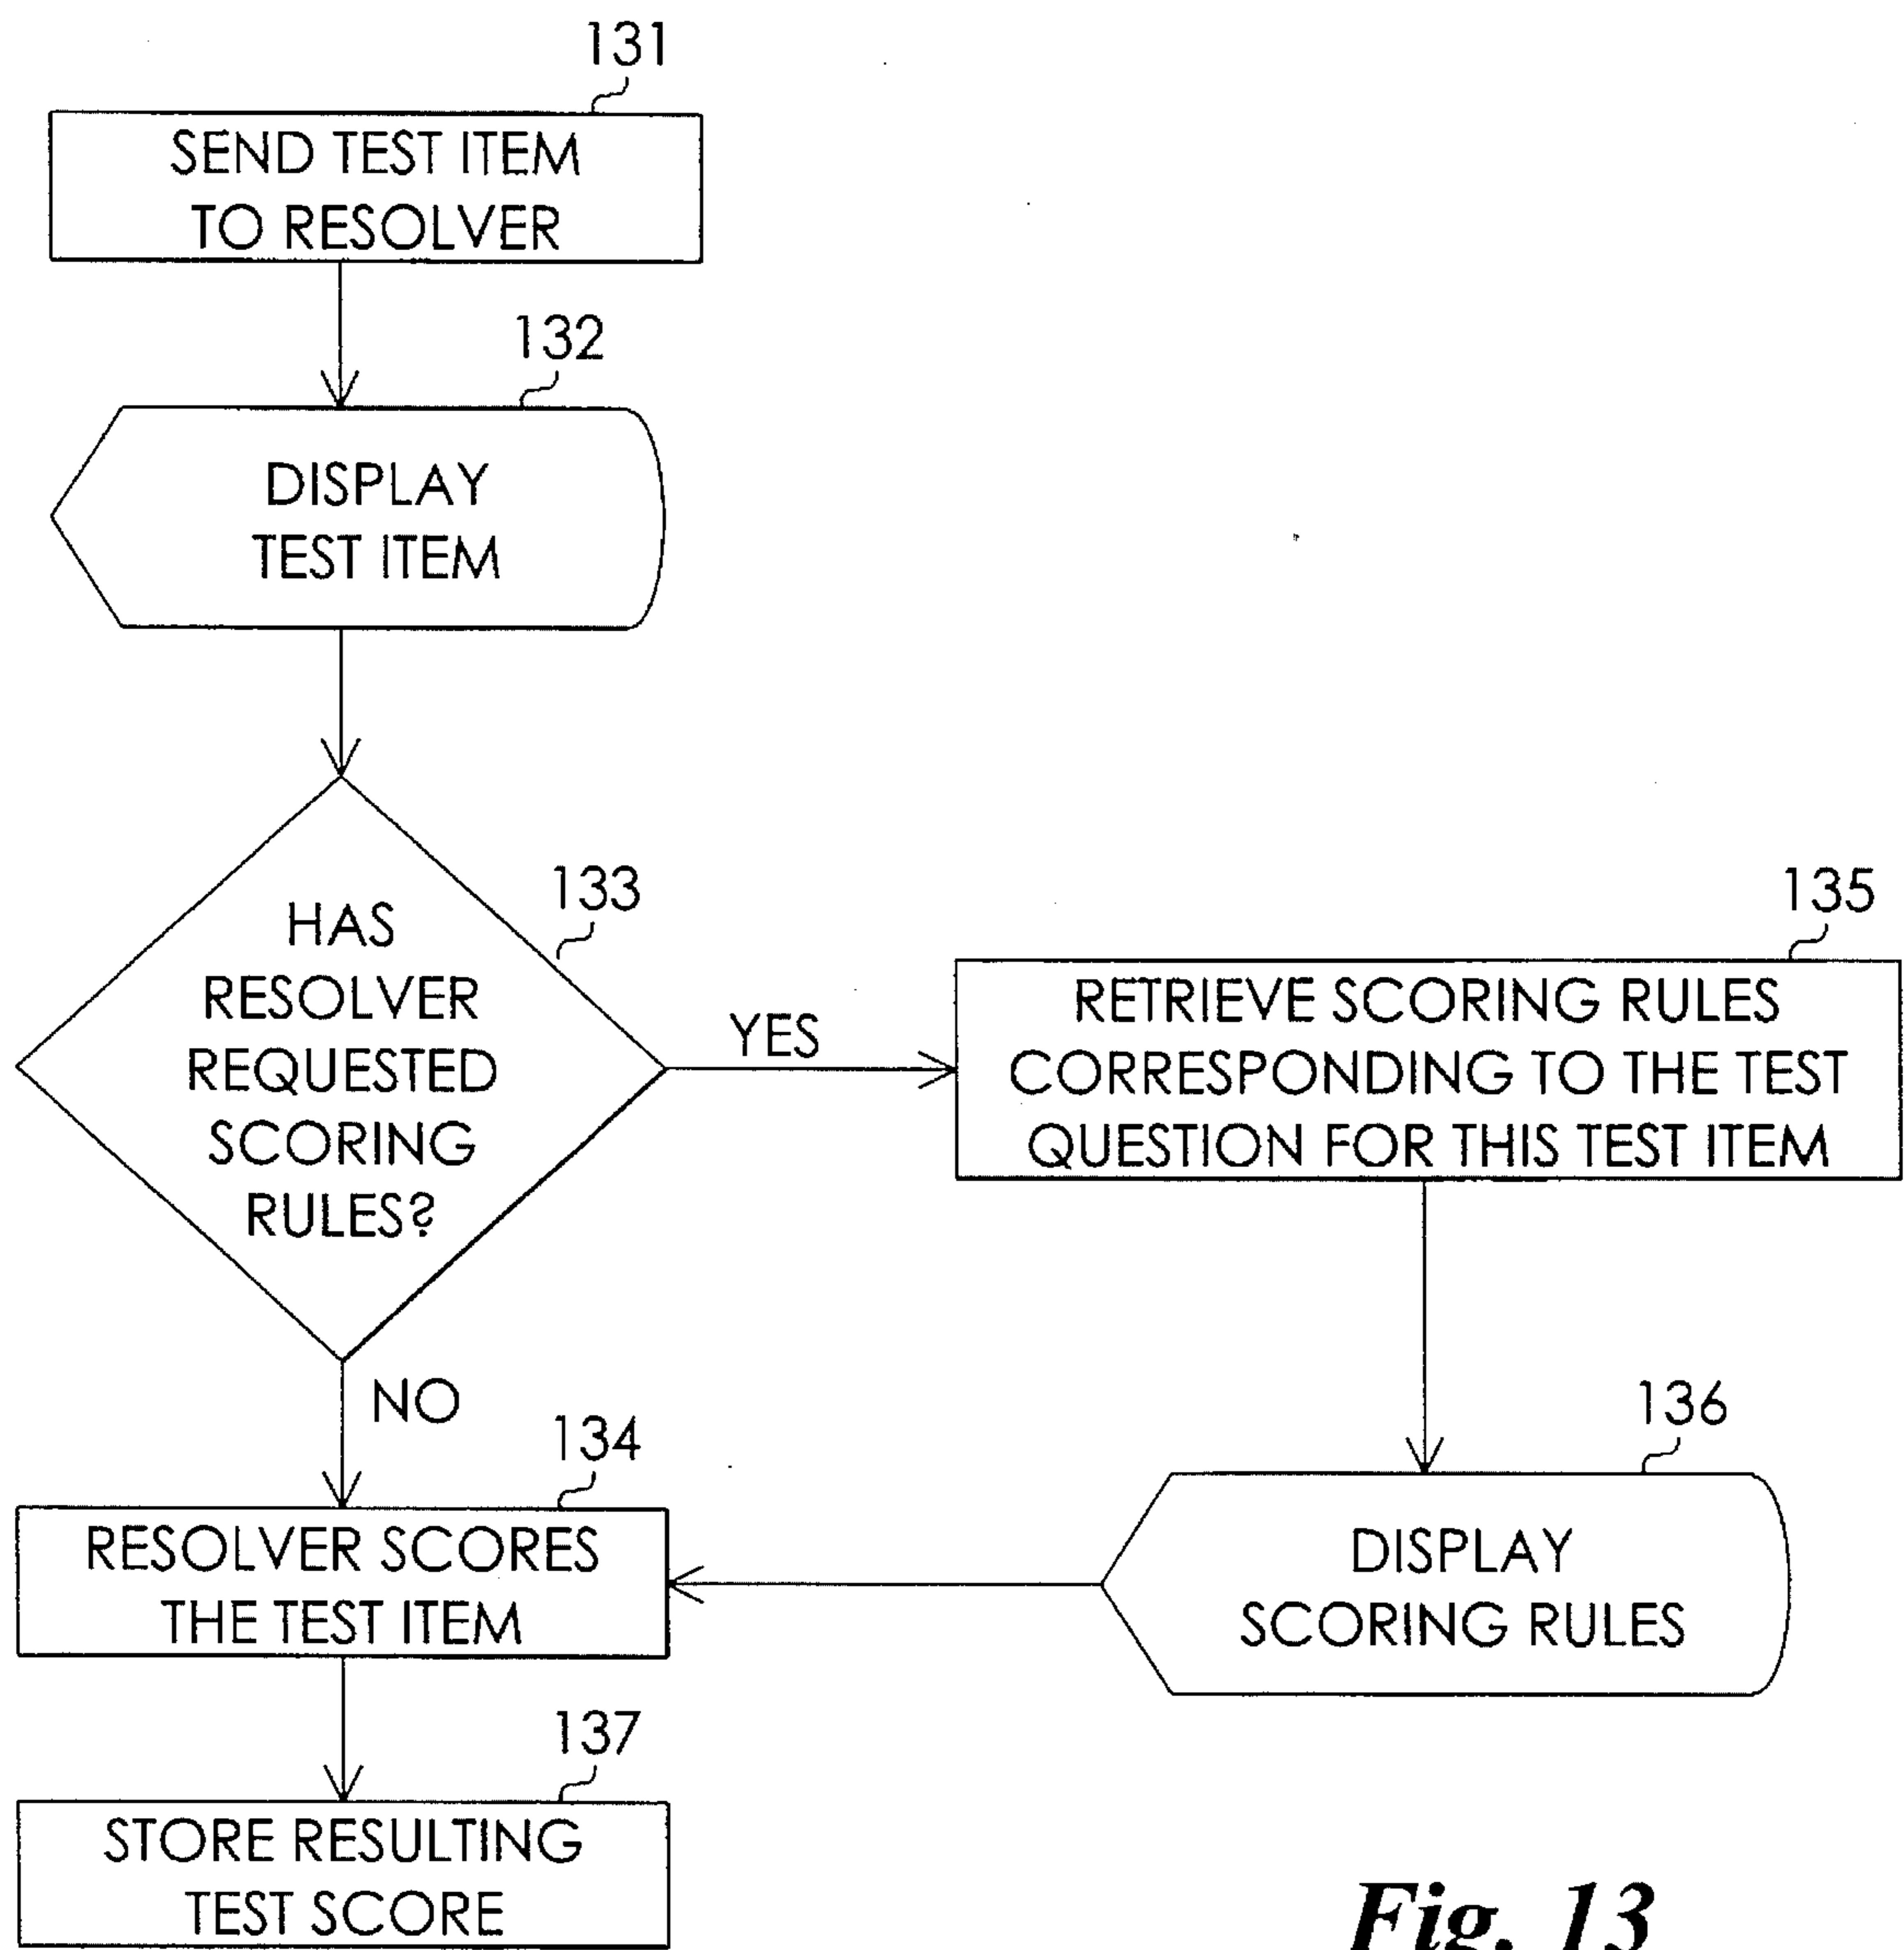 131
SEND TEST ITEM
TO RESOLVER
132
DISPLAY
TEST ITEM
133
HAS
RESOLVER
REQUESTED
SCORING
RULES?
YES
135
RETRIEVE SCORING RULES
CORRESPONDING TO THE TEST
QUESTION FOR THIS TEST ITEM
NO
134
RESOLVER SCORES
THE TEST ITEM
136
DISPLAY
SCORING RULES
137
STORE RESULTING
TEST SCORE
Fig. 13